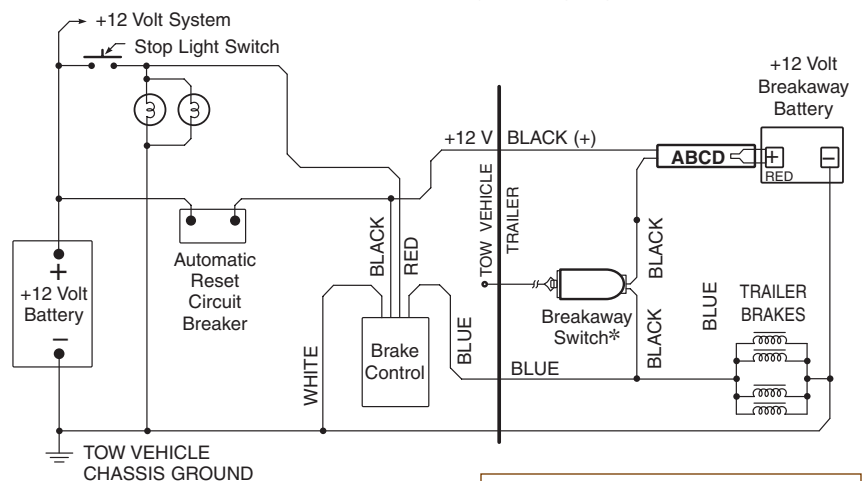 +12 Volt System
Stop Light Switch
+12 Volt
Breakaway
Battery
+12 V
BLACK (+)
ABCD
+
−
RED
TOW VEHICLE
TRAILER
BLACK
RED
BLACK
Automatic
Reset
Circuit
Breaker
+
+12 Volt
Battery
−
Breakaway
Switch*
BLACK
BLUE
TRAILER
BRAKES
WHITE
Brake
Control
BLUE
BLUE
TOW VEHICLE
CHASSIS GROUND